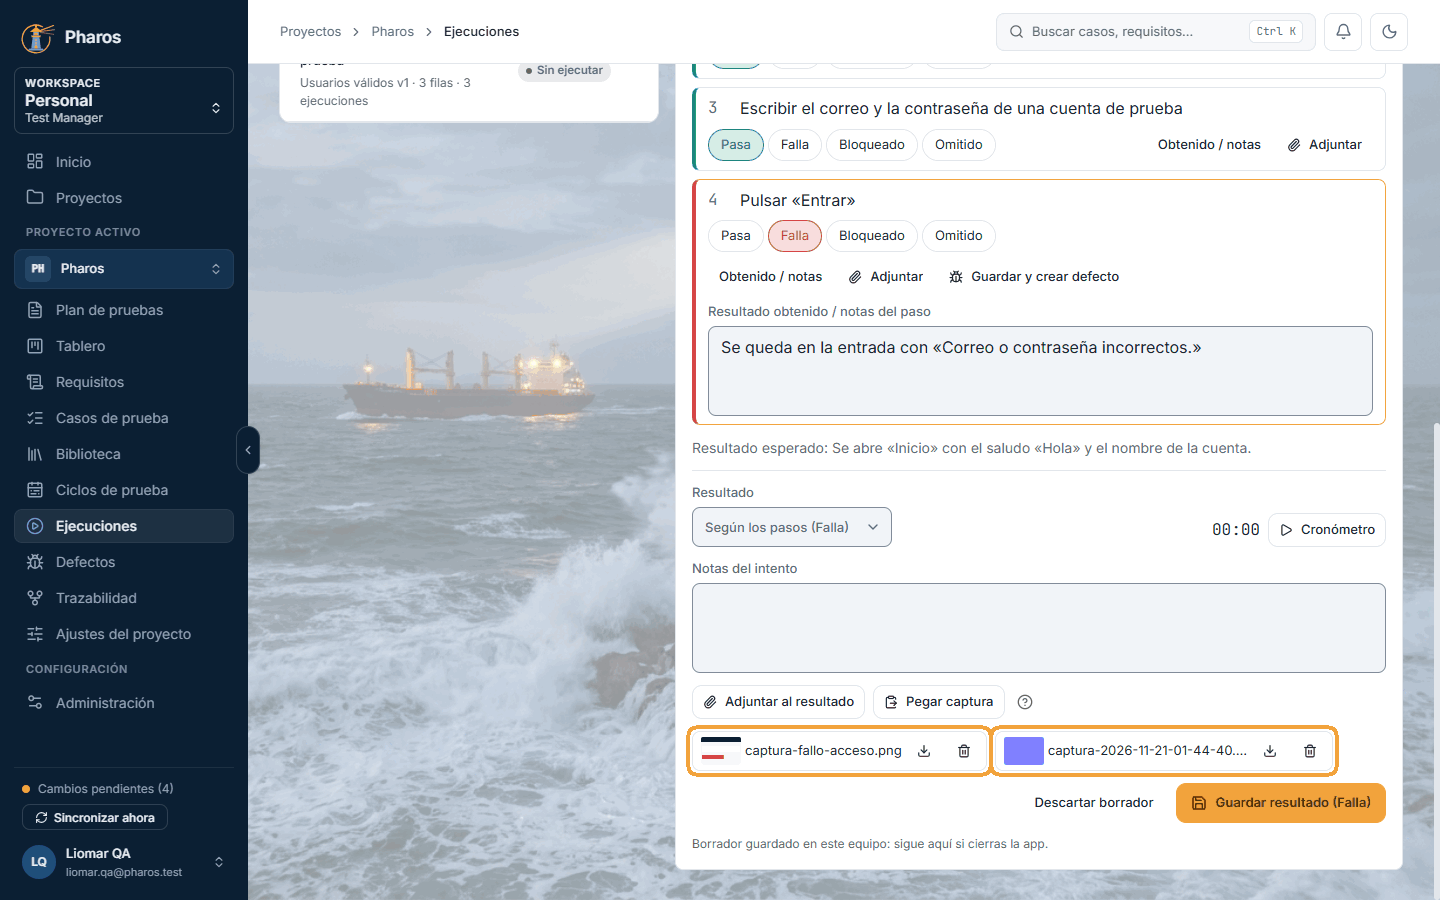 Pharos
WORKSPACE
Personal
Test Manager
Inicio
Proyectos
PROYECTO ACTIVO
PH Pharos
Plan de pruebas
Tablero
Requisitos
Casos de prueba
Biblioteca
Ciclos de prueba
Ejecuciones
Defectos
Trazabilidad
Ajustes del proyecto
CONFIGURACIÓN
Administración
Cambios pendientes (4)
Sincronizar ahora
LQ
Liomar QA
liomar.qa@pharos.test
Proyectos > Pharos > Ejecuciones
Buscar casos, requisitos... Ctrl K
Sin ejecutar
Usuarios válidos v1 · 3 filas · 3
ejecuciones
3 Escribir el correo y la contraseña de una cuenta de prueba
Pasa Falla Bloqueado Omitido Obtenido / notas Adjuntar
4 Pulsar «Entrar»
Pasa Falla Bloqueado Omitido
Obtenido / notas Adjuntar Guardar y crear defecto
Resultado obtenido / notas del paso
Se queda en la entrada con «Correo o contraseña incorrectos.»
Resultado esperado: Se abre «Inicio» con el saludo «Hola» y el nombre de la cuenta.
Resultado
Según los pasos (Falla) 00:00 Cronómetro
Notas del intento
Adjuntar al resultado Pegar captura
captura-fallo-acceso.png captura-2026-11-21-01-44-40....
Descartar borrador Guardar resultado (Falla)
Borrador guardado en este equipo: sigue aquí si cierras la app.